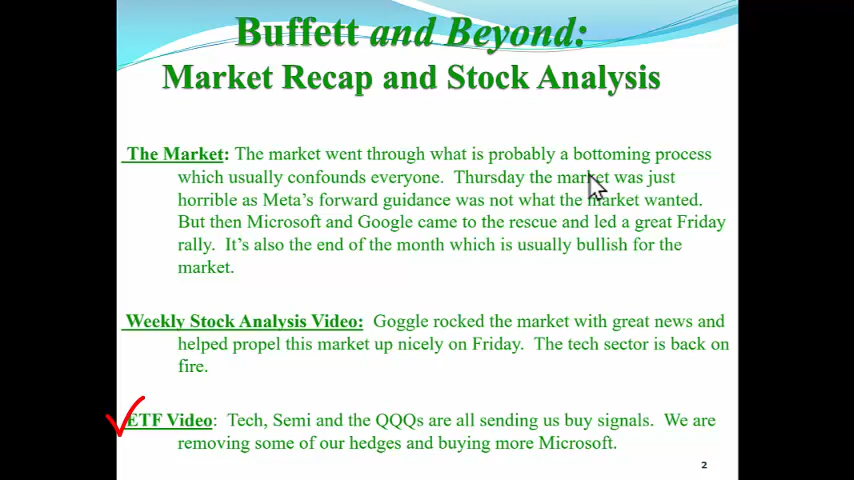 Buffett and Beyond:
Market Recap and Stock Analysis
The Market: The market went through what is probably a bottoming process
which usually confounds everyone. Thursday the market was just
horrible as Meta's forward guidance was not what the market wanted.
But then Microsoft and Google came to the rescue and led a great Friday
rally. It's also the end of the month which is usually bullish for the
market.
Weekly Stock Analysis Video: Goggle rocked the market with great news and
helped propel this market up nicely on Friday. The tech sector is back on
fire.
ETF Video: Tech, Semi and the QQQs are all sending us buy signals. We are
removing some of our hedges and buying more Microsoft.
2